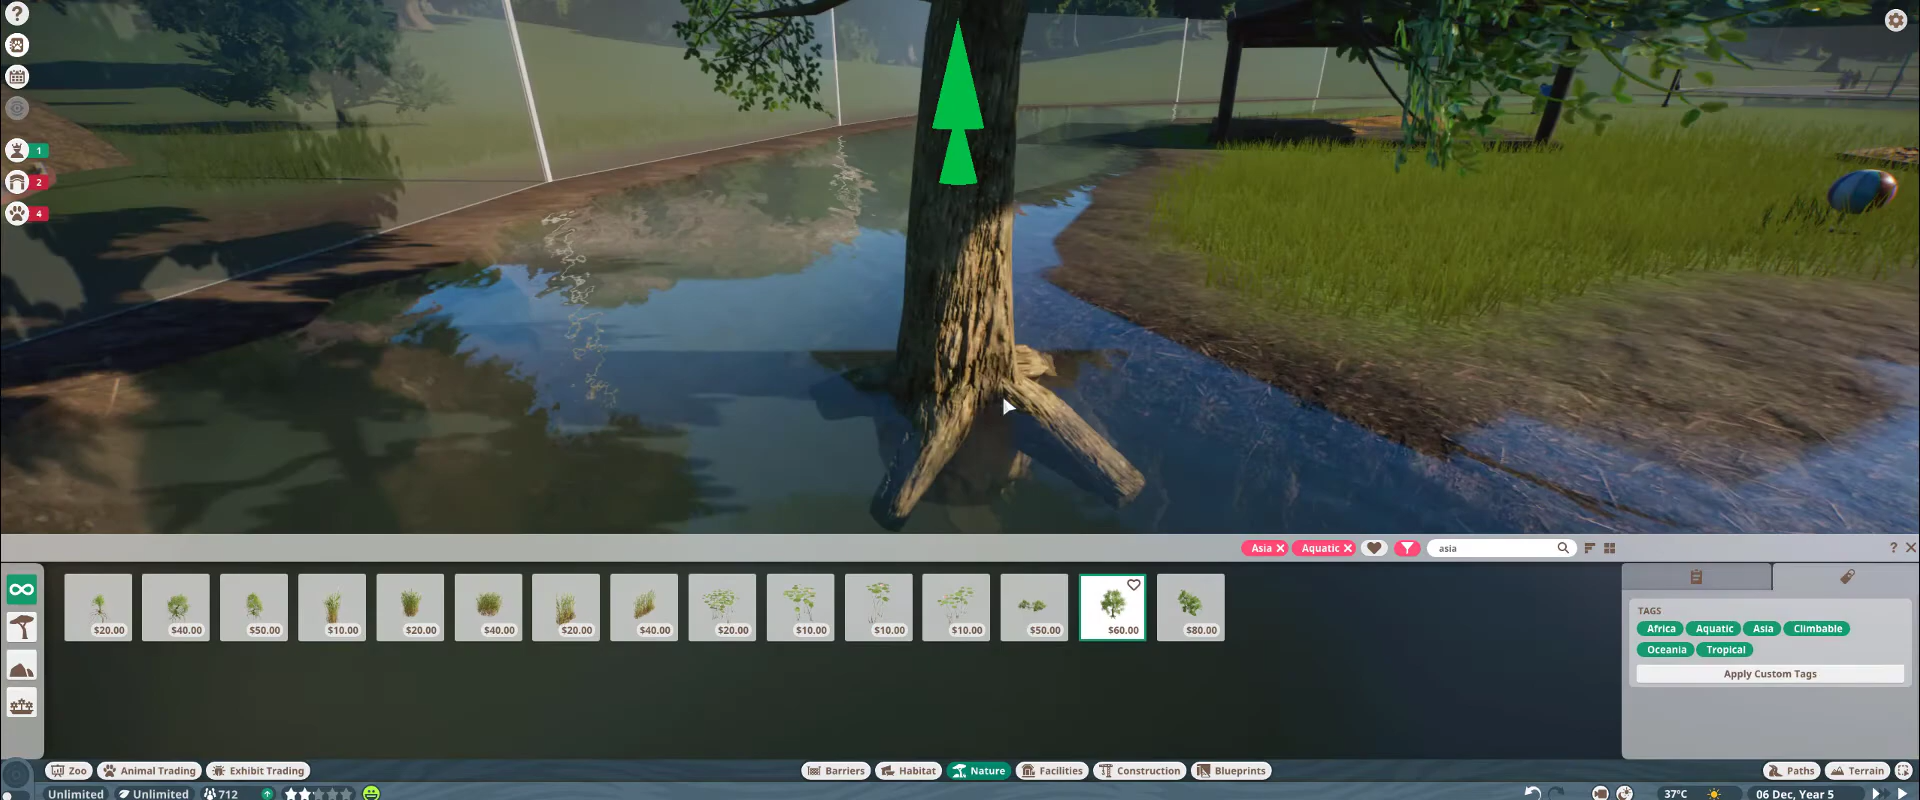 ?
1
2
4
Asia ✕ Aquatic ✕ asia ? ✕
$20.00 $40.00 $50.00 $10.00 $20.00 $40.00 $20.00 $40.00 $20.00 $10.00 $10.00 $10.00 $50.00 $60.00 $80.00
TAGS
Africa Aquatic Asia Climbable
Oceania Tropical
Apply Custom Tags
Zoo Animal Trading Exhibit Trading Barriers Habitat Nature Facilities Construction Blueprints Paths Terrain
Unlimited Unlimited 712 37°C 06 Dec, Year 5